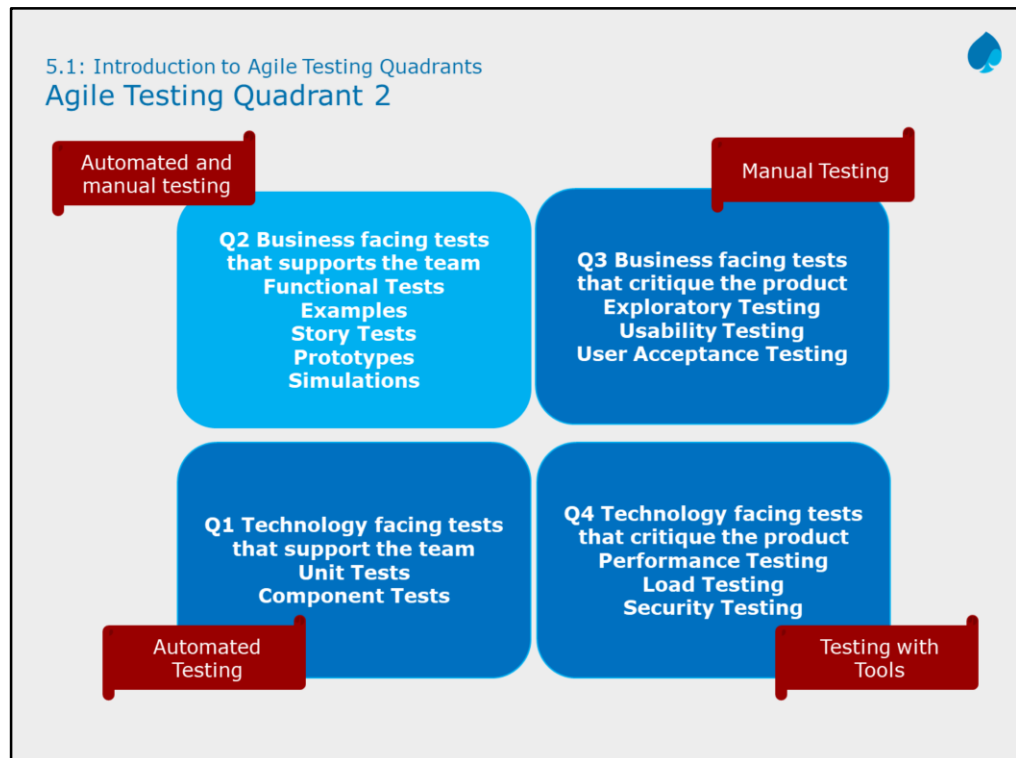 5.1: Introduction to Agile Testing Quadrants
Agile Testing Quadrant 2
Automated and
manual testing
Manual Testing
Q2 Business facing tests
that supports the team
Functional Tests
Examples
Story Tests
Prototypes
Simulations
Q3 Business facing tests
that critique the product
Exploratory Testing
Usability Testing
User Acceptance Testing
Q1 Technology facing tests
that support the team
Unit Tests
Component Tests
Q4 Technology facing tests
that critique the product
Performance Testing
Load Testing
Security Testing
Automated
Testing
Testing with
Tools